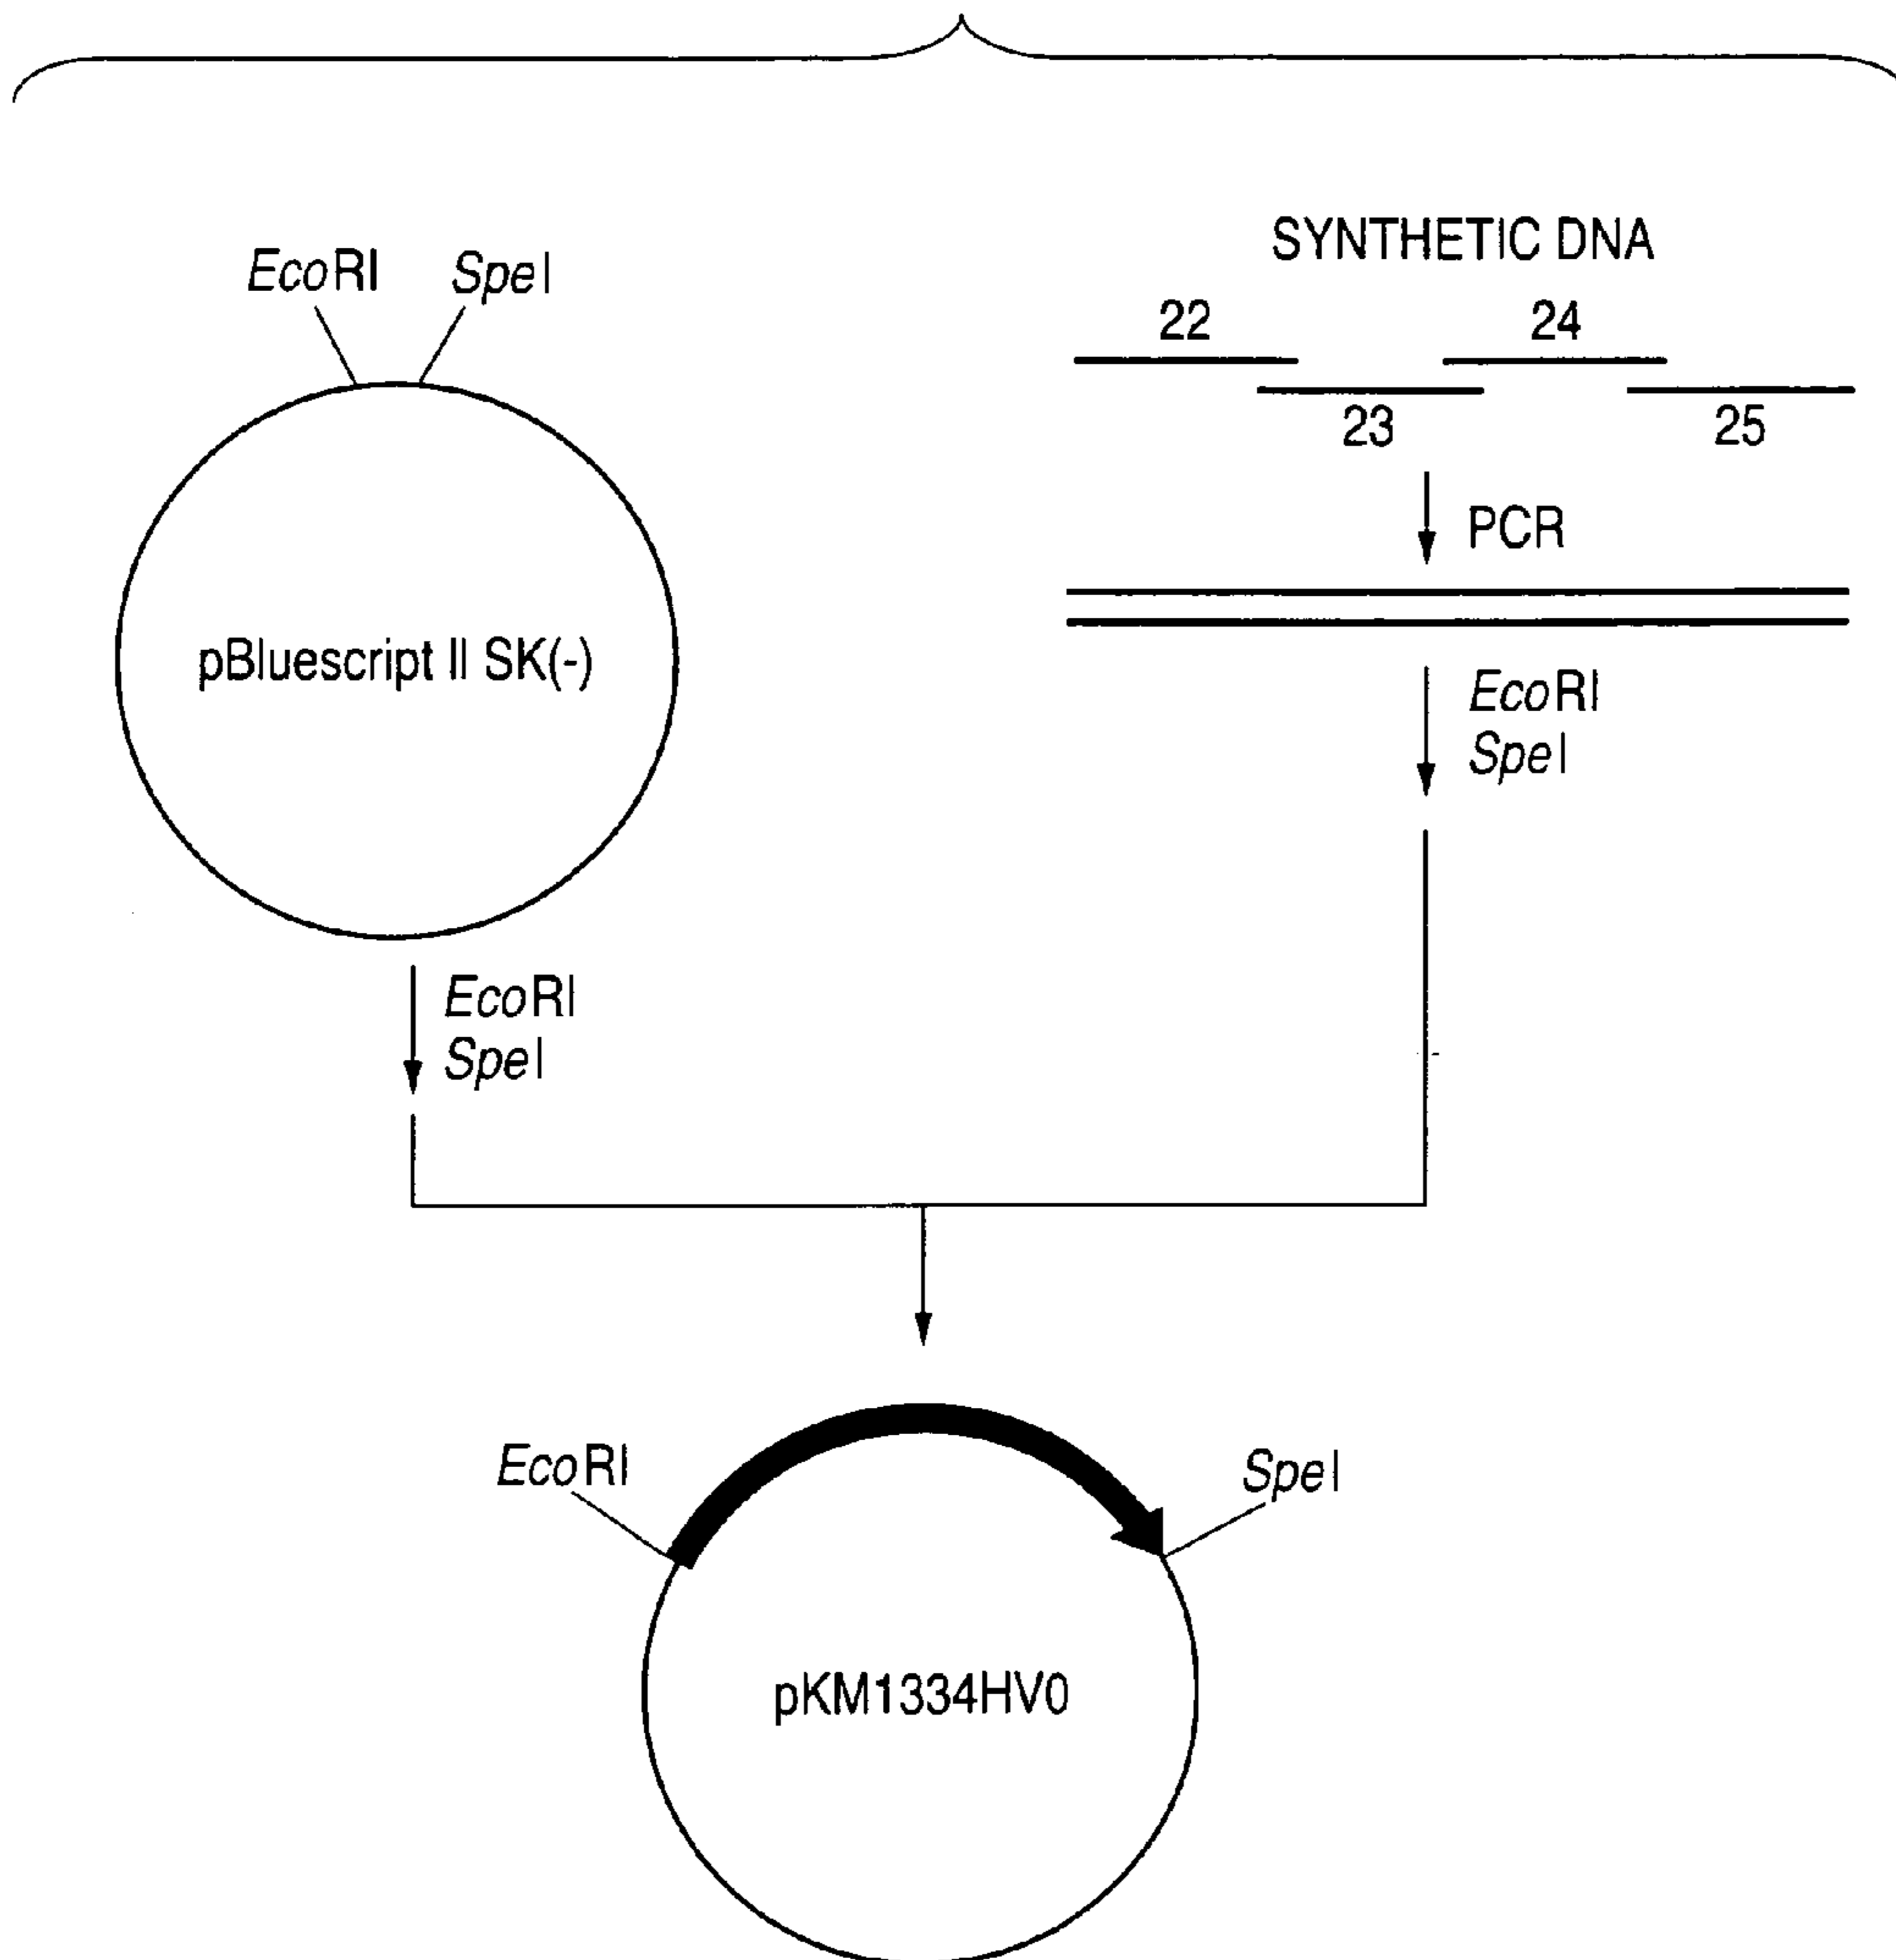 SYNTHETIC DNA
EcoRI SpeI
22 24
23 25
PCR
pBluescript II SK(-)
EcoRI
SpeI
EcoRI
SpeI
EcoRI
SpeI
pKM1334HV0